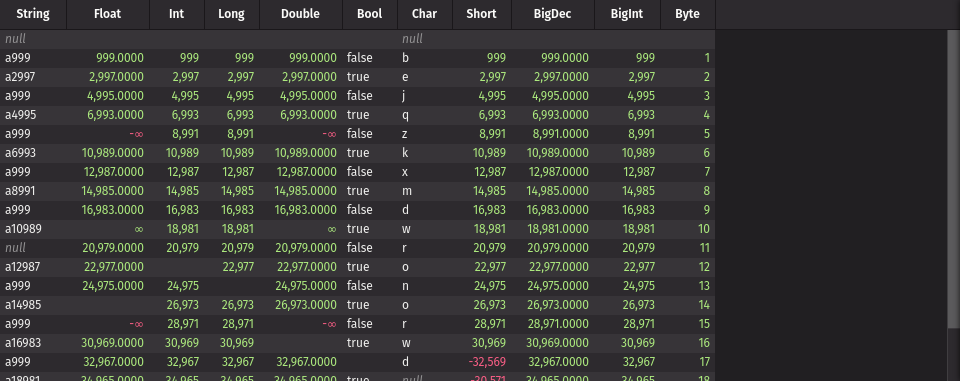 String Float Int Long Double Bool Char Short BigDec BigInt Byte
null null
a999 999.0000 999 999 999.0000 false b 999 999.0000 999 1
a2997 2,997.0000 2,997 2,997 2,997.0000 true e 2,997 2,997.0000 2,997 2
a999 4,995.0000 4,995 4,995 4,995.0000 false j 4,995 4,995.0000 4,995 3
a4995 6,993.0000 6,993 6,993 6,993.0000 true q 6,993 6,993.0000 6,993 4
a999 -∞ 8,991 8,991 -∞ false z 8,991 8,991.0000 8,991 5
a6993 10,989.0000 10,989 10,989 10,989.0000 true k 10,989 10,989.0000 10,989 6
a999 12,987.0000 12,987 12,987 12,987.0000 false x 12,987 12,987.0000 12,987 7
a8991 14,985.0000 14,985 14,985 14,985.0000 true m 14,985 14,985.0000 14,985 8
a999 16,983.0000 16,983 16,983 16,983.0000 false d 16,983 16,983.0000 16,983 9
a10989 ∞ 18,981 18,981 ∞ true w 18,981 18,981.0000 18,981 10
null 20,979.0000 20,979 20,979 20,979.0000 false r 20,979 20,979.0000 20,979 11
a12987 22,977.0000 22,977 22,977.0000 true o 22,977 22,977.0000 22,977 12
a999 24,975.0000 24,975 24,975.0000 false n 24,975 24,975.0000 24,975 13
a14985 26,973 26,973 26,973.0000 true o 26,973 26,973.0000 26,973 14
a999 -∞ 28,971 28,971 -∞ false r 28,971 28,971.0000 28,971 15
a16983 30,969.0000 30,969 30,969 true w 30,969 30,969.0000 30,969 16
a999 32,967.0000 32,967 32,967 32,967.0000 d -32,569 32,967.0000 32,967 17
a18981 34,965.0000 34,965 34,965 34,965.0000 true null -30,571 34,965.0000 34,965 18